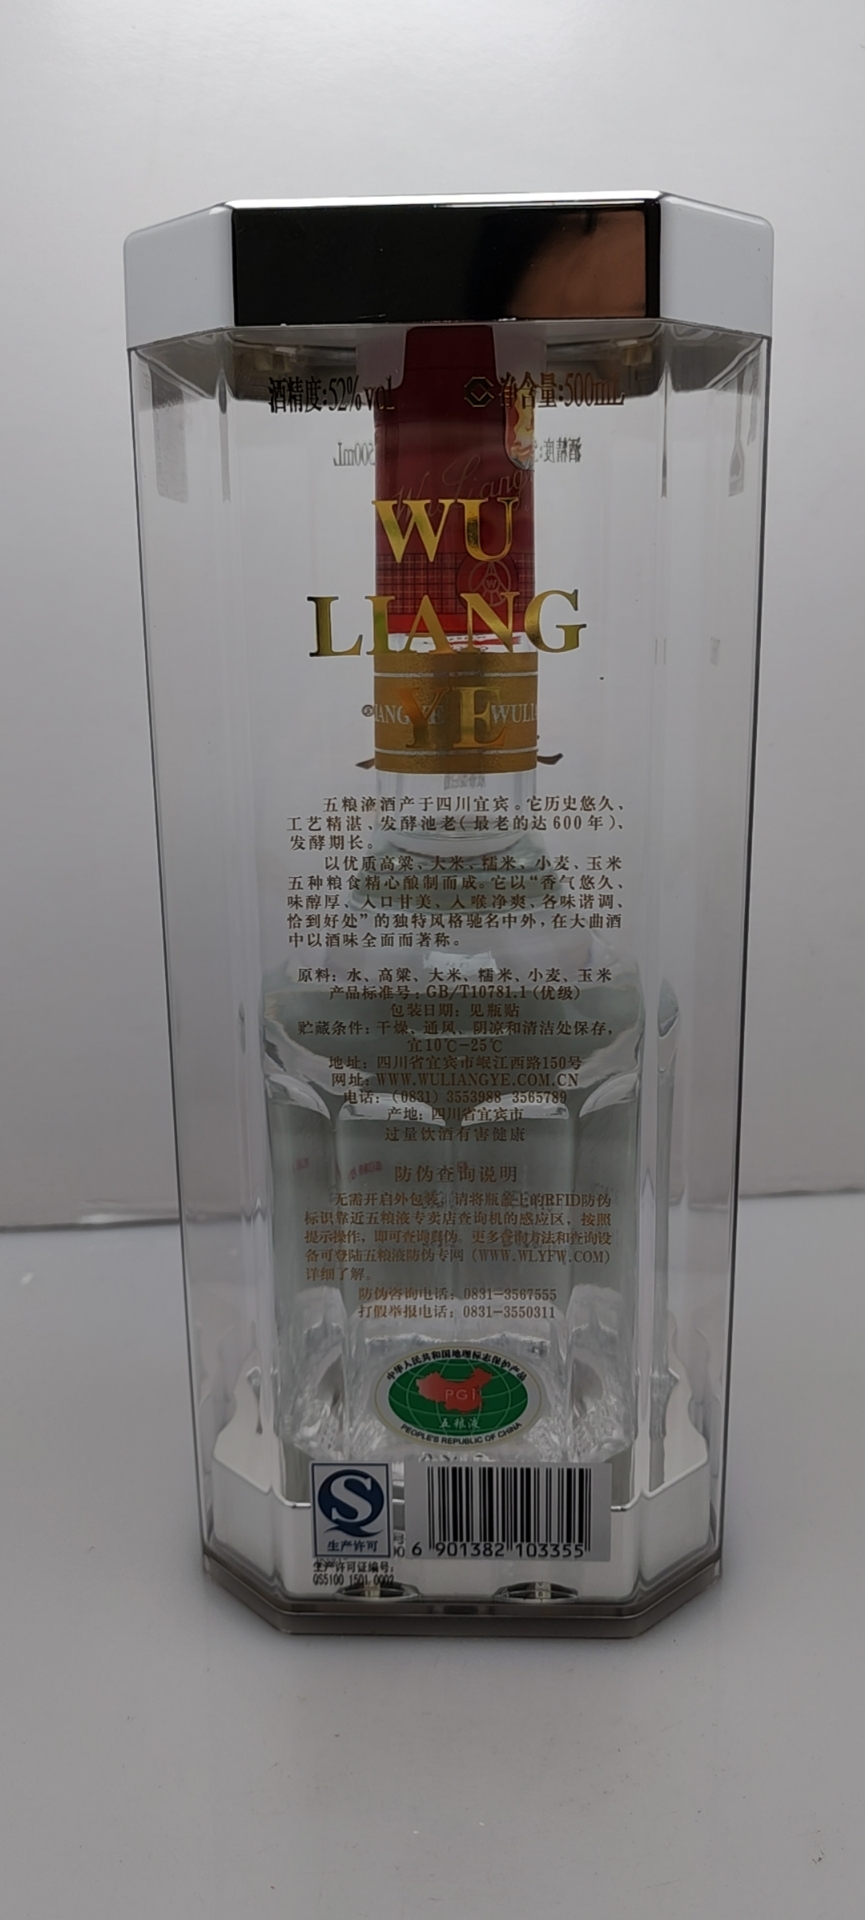 酒精度:52%vol 净含量:500mL
WU
LIANG
YE
五粮液酒产于四川宜宾。它历史悠久、
工艺精湛、发酵池老(最老的达600年)、
发酵期长。
以优质高粱、大米、糯米、小麦、玉米
五种粮食精心酿制而成。它以“香气悠久、
味醇厚、入口甘美、入喉净爽、各味谐调、
恰到好处”的独特风格驰名中外,在大曲酒
中以酒味全面而著称。
原料:水、高粱、大米、糯米、小麦、玉米
产品标准号:GB/T10781.1(优级)
包装日期:见瓶贴
贮藏条件:干燥、通风、阴凉和清洁处保存,
宜10℃-25℃
地址:四川省宜宾市岷江西路150号
网址:WWW.WULIANGYE.COM.CN
电话:(0831)3553988 3565789
产地:四川省宜宾市
过量饮酒有害健康
防伪查询说明
无需开启外包装,请将瓶盖上的RFID防伪
标识靠近五粮液专卖店查询机的感应区,按照
提示操作,即可查询真伪。更多查询方法和查询设
备可登陆五粮液防伪专网(WWW.WLYFW.COM)
详细了解。
防伪咨询电话:0831-3567555
打假举报电话:0831-3550311
中华人民共和国地理标志保护产品
PGI
五粮液
PEOPLE'S REPUBLIC OF CHINA
生产许可
6 901382 103355
生产许可证编号:
QS5100 1501 0002